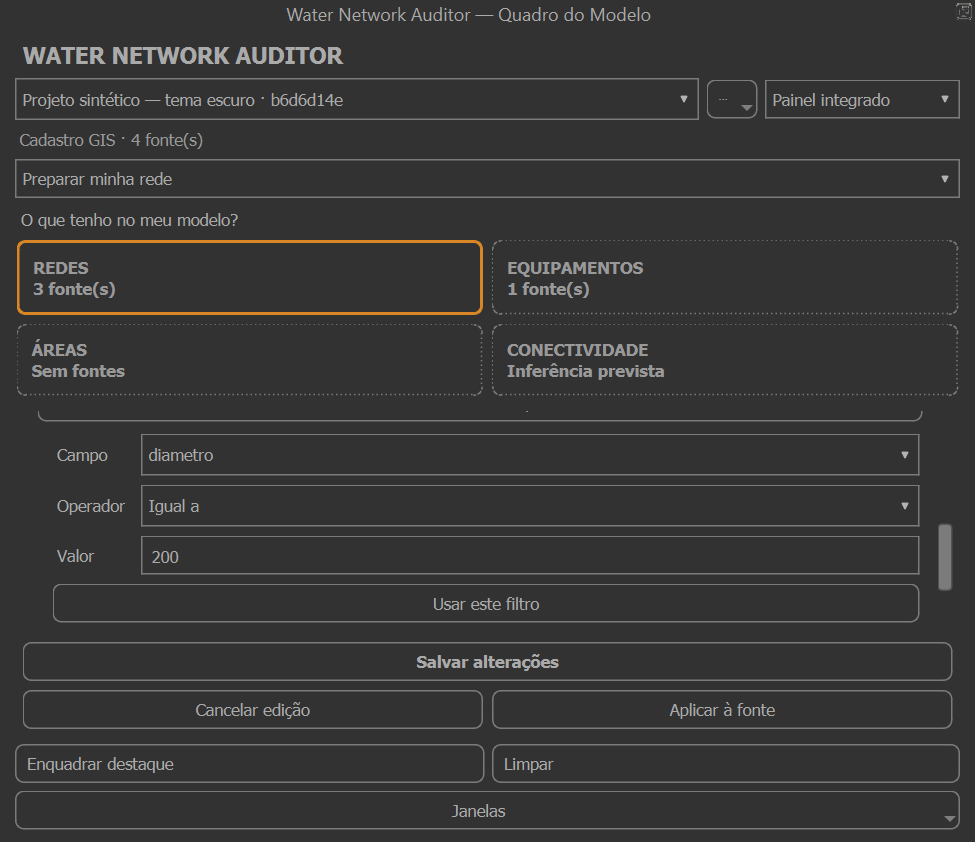 Water Network Auditor — Quadro do Modelo
WATER NETWORK AUDITOR
Projeto sintético — tema escuro · b6d6d14e
...
Painel integrado
Cadastro GIS · 4 fonte(s)
Preparar minha rede
O que tenho no meu modelo?
REDES
3 fonte(s)
EQUIPAMENTOS
1 fonte(s)
ÁREAS
Sem fontes
CONECTIVIDADE
Inferência prevista
Campo
diametro
Operador
Igual a
Valor
200
Usar este filtro
Salvar alterações
Cancelar edição
Aplicar à fonte
Enquadrar destaque
Limpar
Janelas